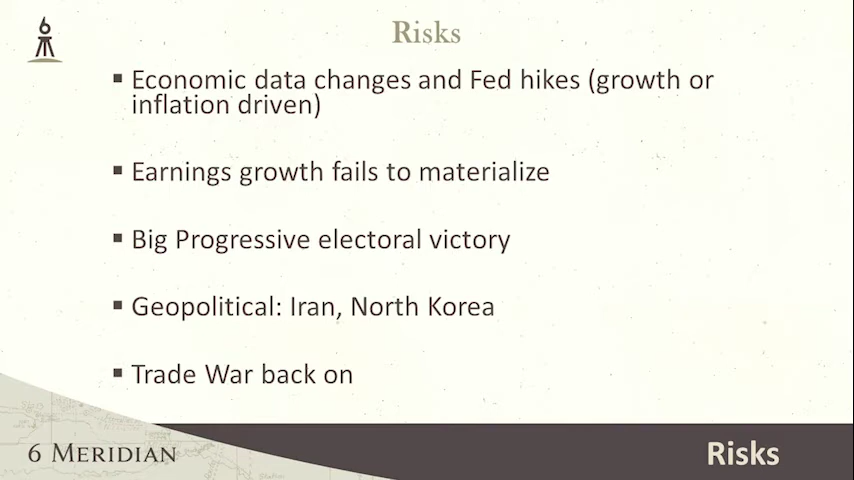 Risks
▪ Economic data changes and Fed hikes (growth or
inflation driven)
▪ Earnings growth fails to materialize
▪ Big Progressive electoral victory
▪ Geopolitical: Iran, North Korea
▪ Trade War back on
6 MERIDIAN
Risks